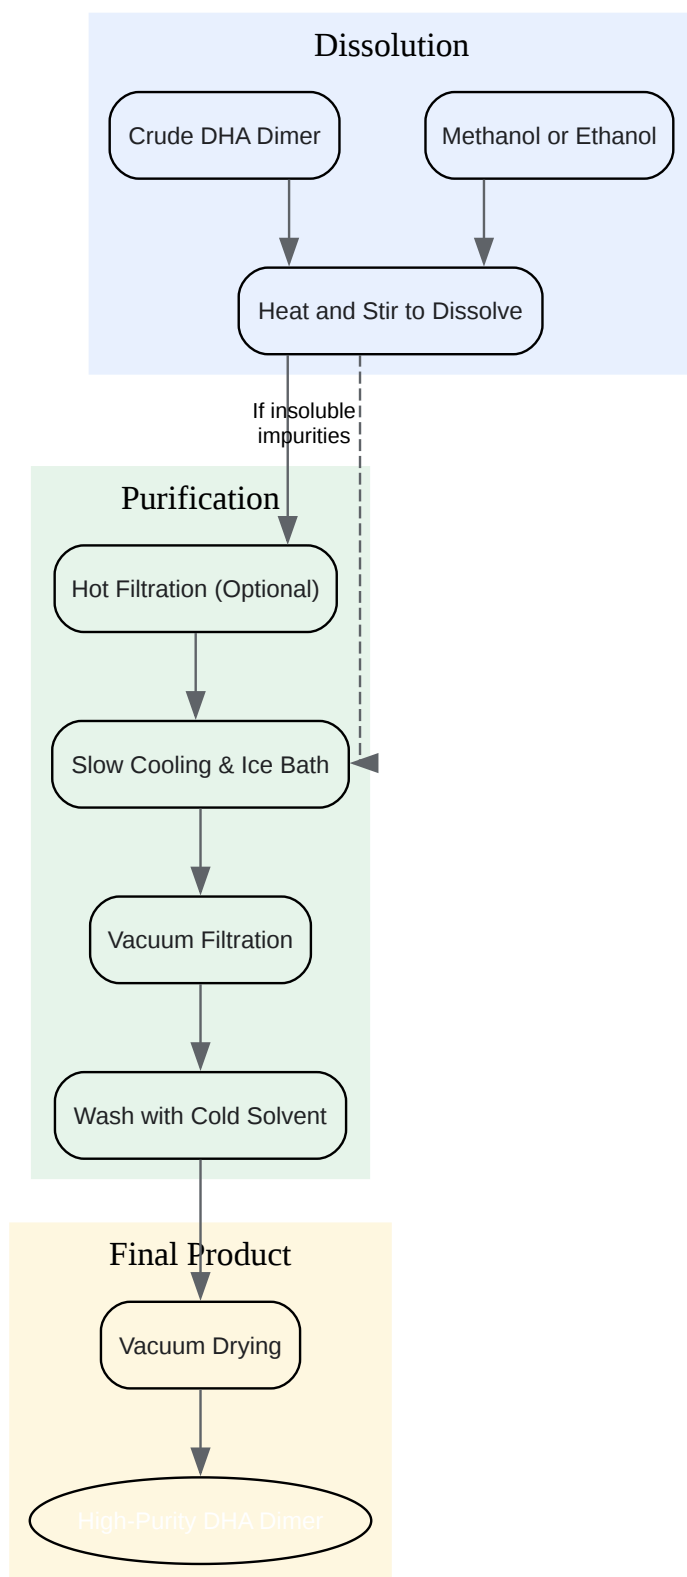 Dissolution
Crude DHA Dimer
Methanol or Ethanol
Heat and Stir to Dissolve
If insoluble
impurities
Purification
Hot Filtration (Optional)
Slow Cooling & Ice Bath
Vacuum Filtration
Wash with Cold Solvent
Final Product
Vacuum Drying
High-Purity DHA Dimer